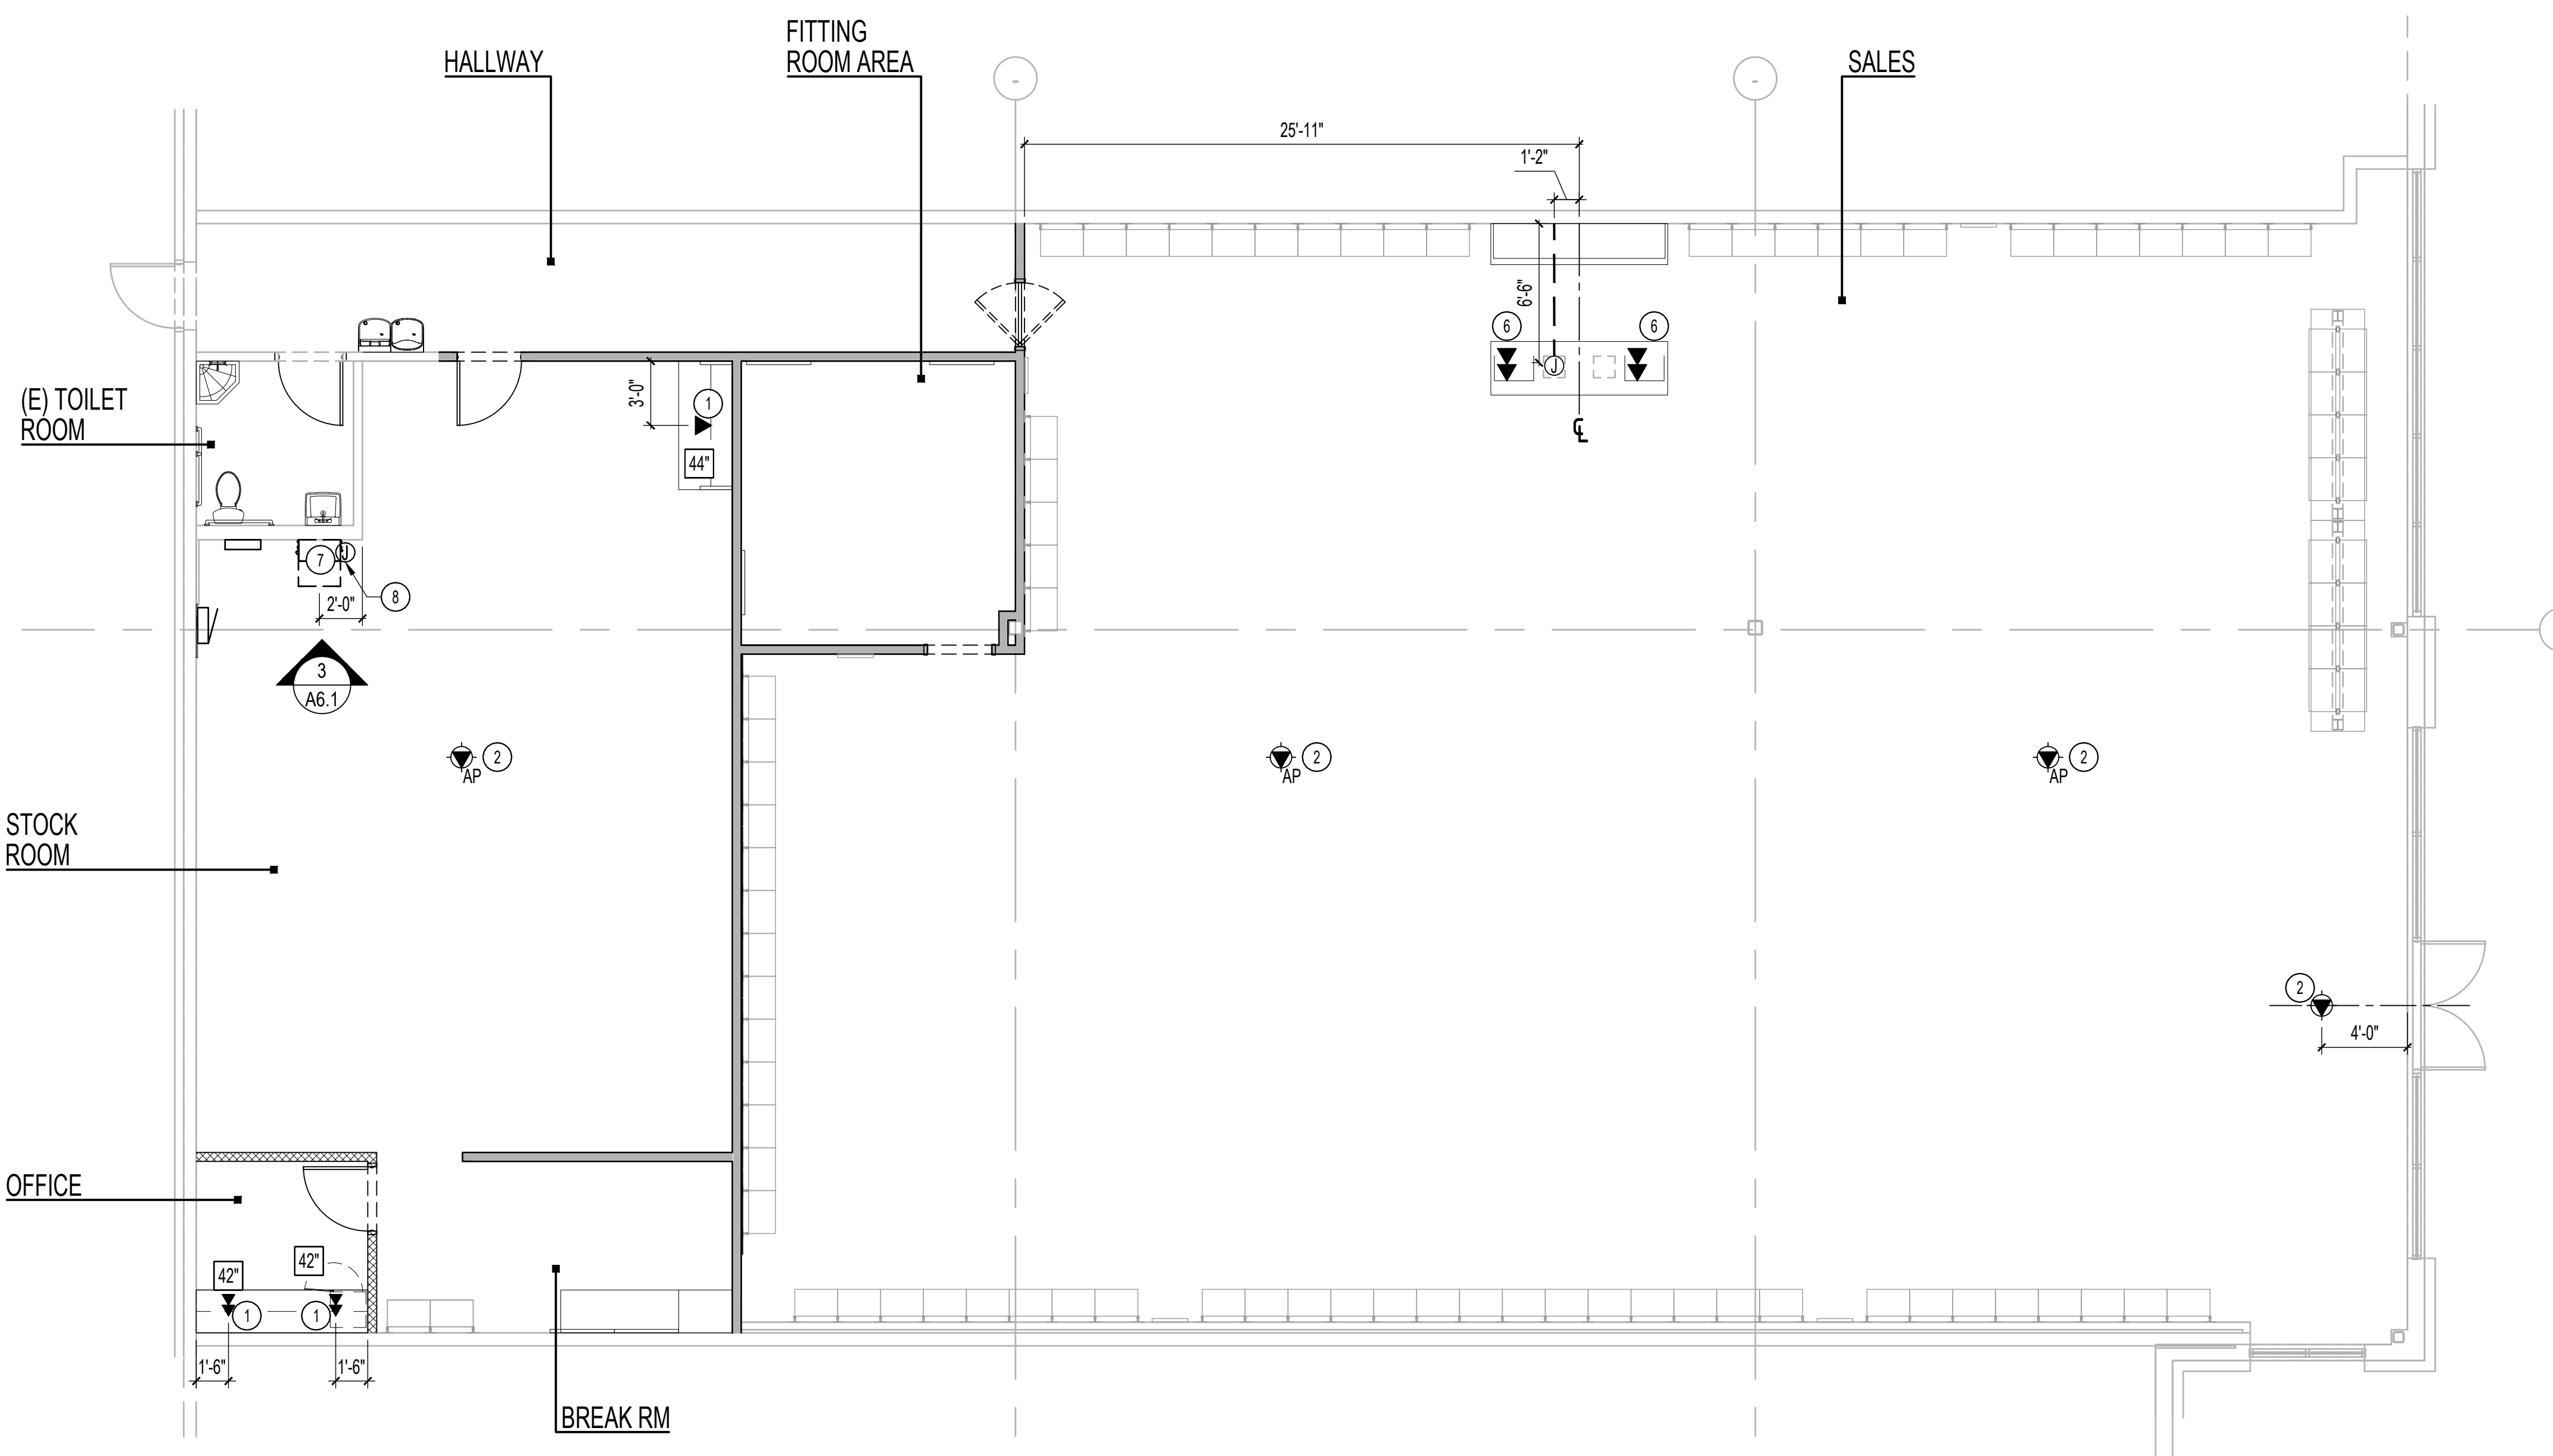 FITTING
ROOM AREA
HALLWAY
SALES
-
-
25'-11"
1'-2"
6'-6"
6
6
J
3'-0"
1
44"
(E) TOILET
ROOM
℄
7
J
8
2'-0"
3
A6.1
2
AP
2
AP
2
AP
STOCK
ROOM
2
4'-0"
OFFICE
42"
42"
1
1
1'-6"
1'-6"
BREAK RM